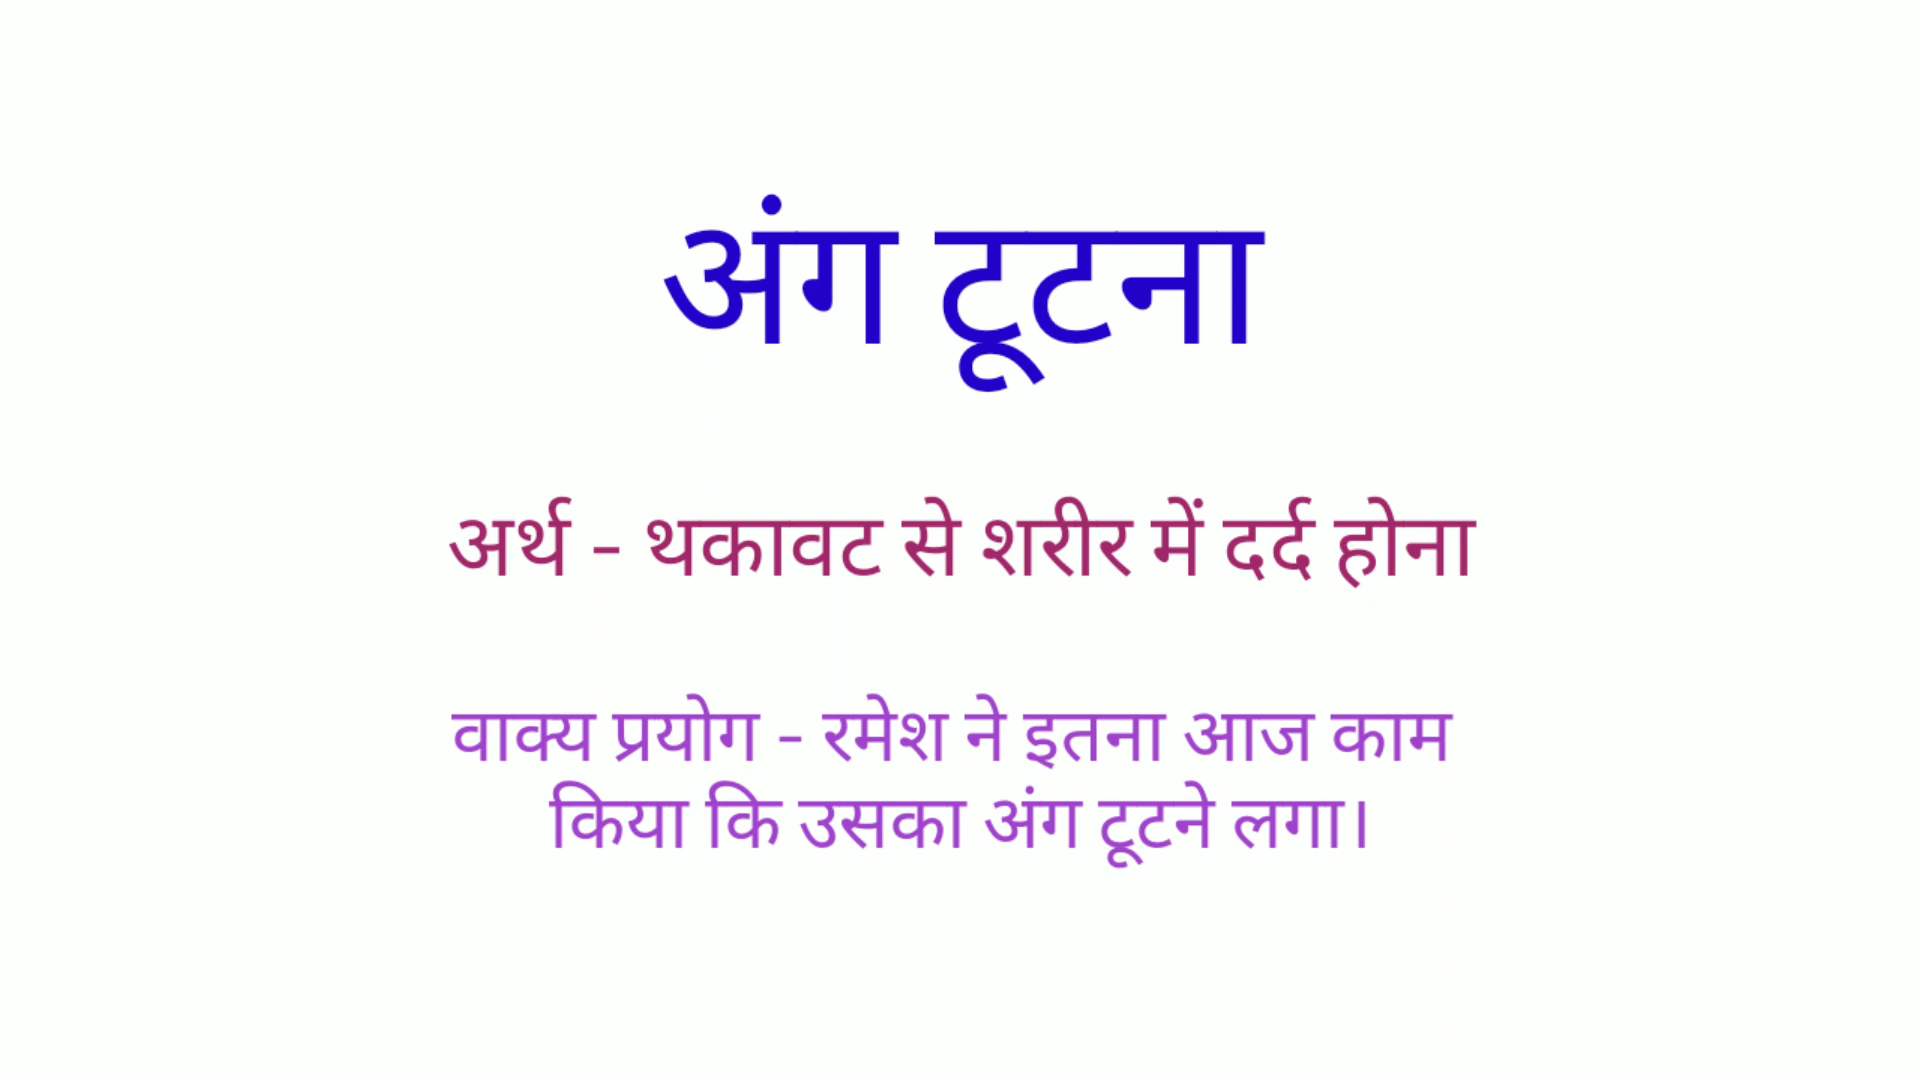 अंग टूटना
अर्थ - थकावट से शरीर में दर्द होना
वाक्य प्रयोग - रमेश ने इतना आज काम
किया कि उसका अंग टूटने लगा।